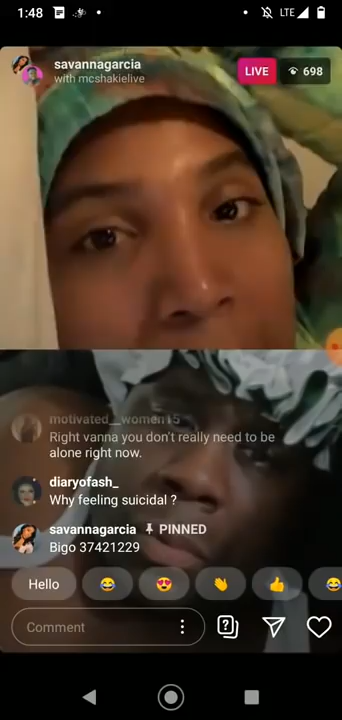 1:48
LTE
savannagarcia
with mcshakielive
LIVE
698
motivated__women15
Right vanna you don't really need to be
alone right now.
diaryofash_
Why feeling suicidal ?
savannagarcia PINNED
Bigo 37421229
Hello
Comment